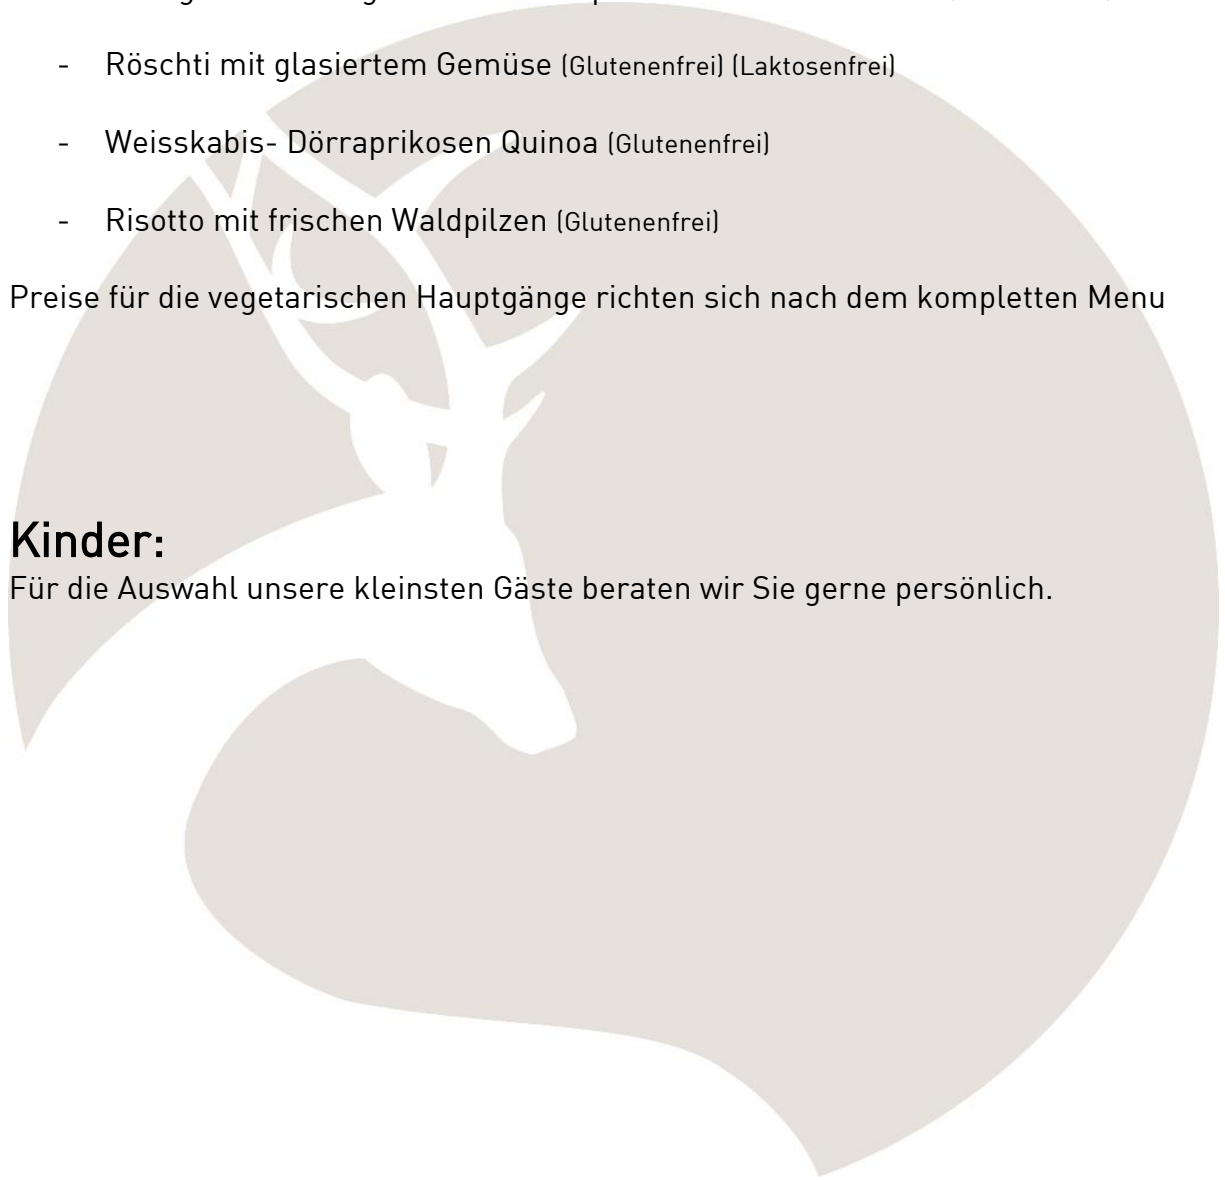 - Röschti mit glasiertem Gemüse (Glutenenfrei) (Laktosenfrei)
- Weisskabis- Dörraprikosen Quinoa (Glutenenfrei)
- Risotto mit frischen Waldpilzen (Glutenenfrei)
Preise für die vegetarischen Hauptgänge richten sich nach dem kompletten Menu
Kinder:
Für die Auswahl unsere kleinsten Gäste beraten wir Sie gerne persönlich.